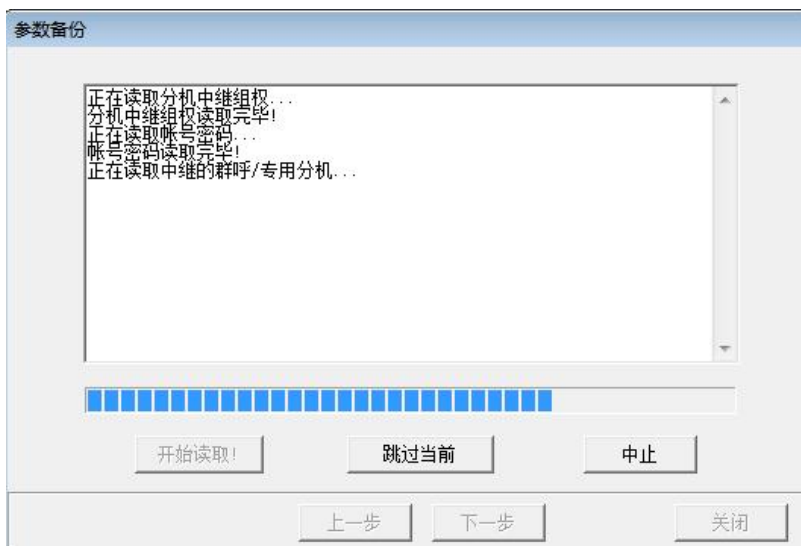 参数备份
正在读取分机中继组权...
分机中继组权读取完毕!
正在读取帐号密码...
帐号密码读取完毕!
正在读取中继的群呼/专用分机...
开始读取! 跳过当前 中止
上一步 下一步 关闭